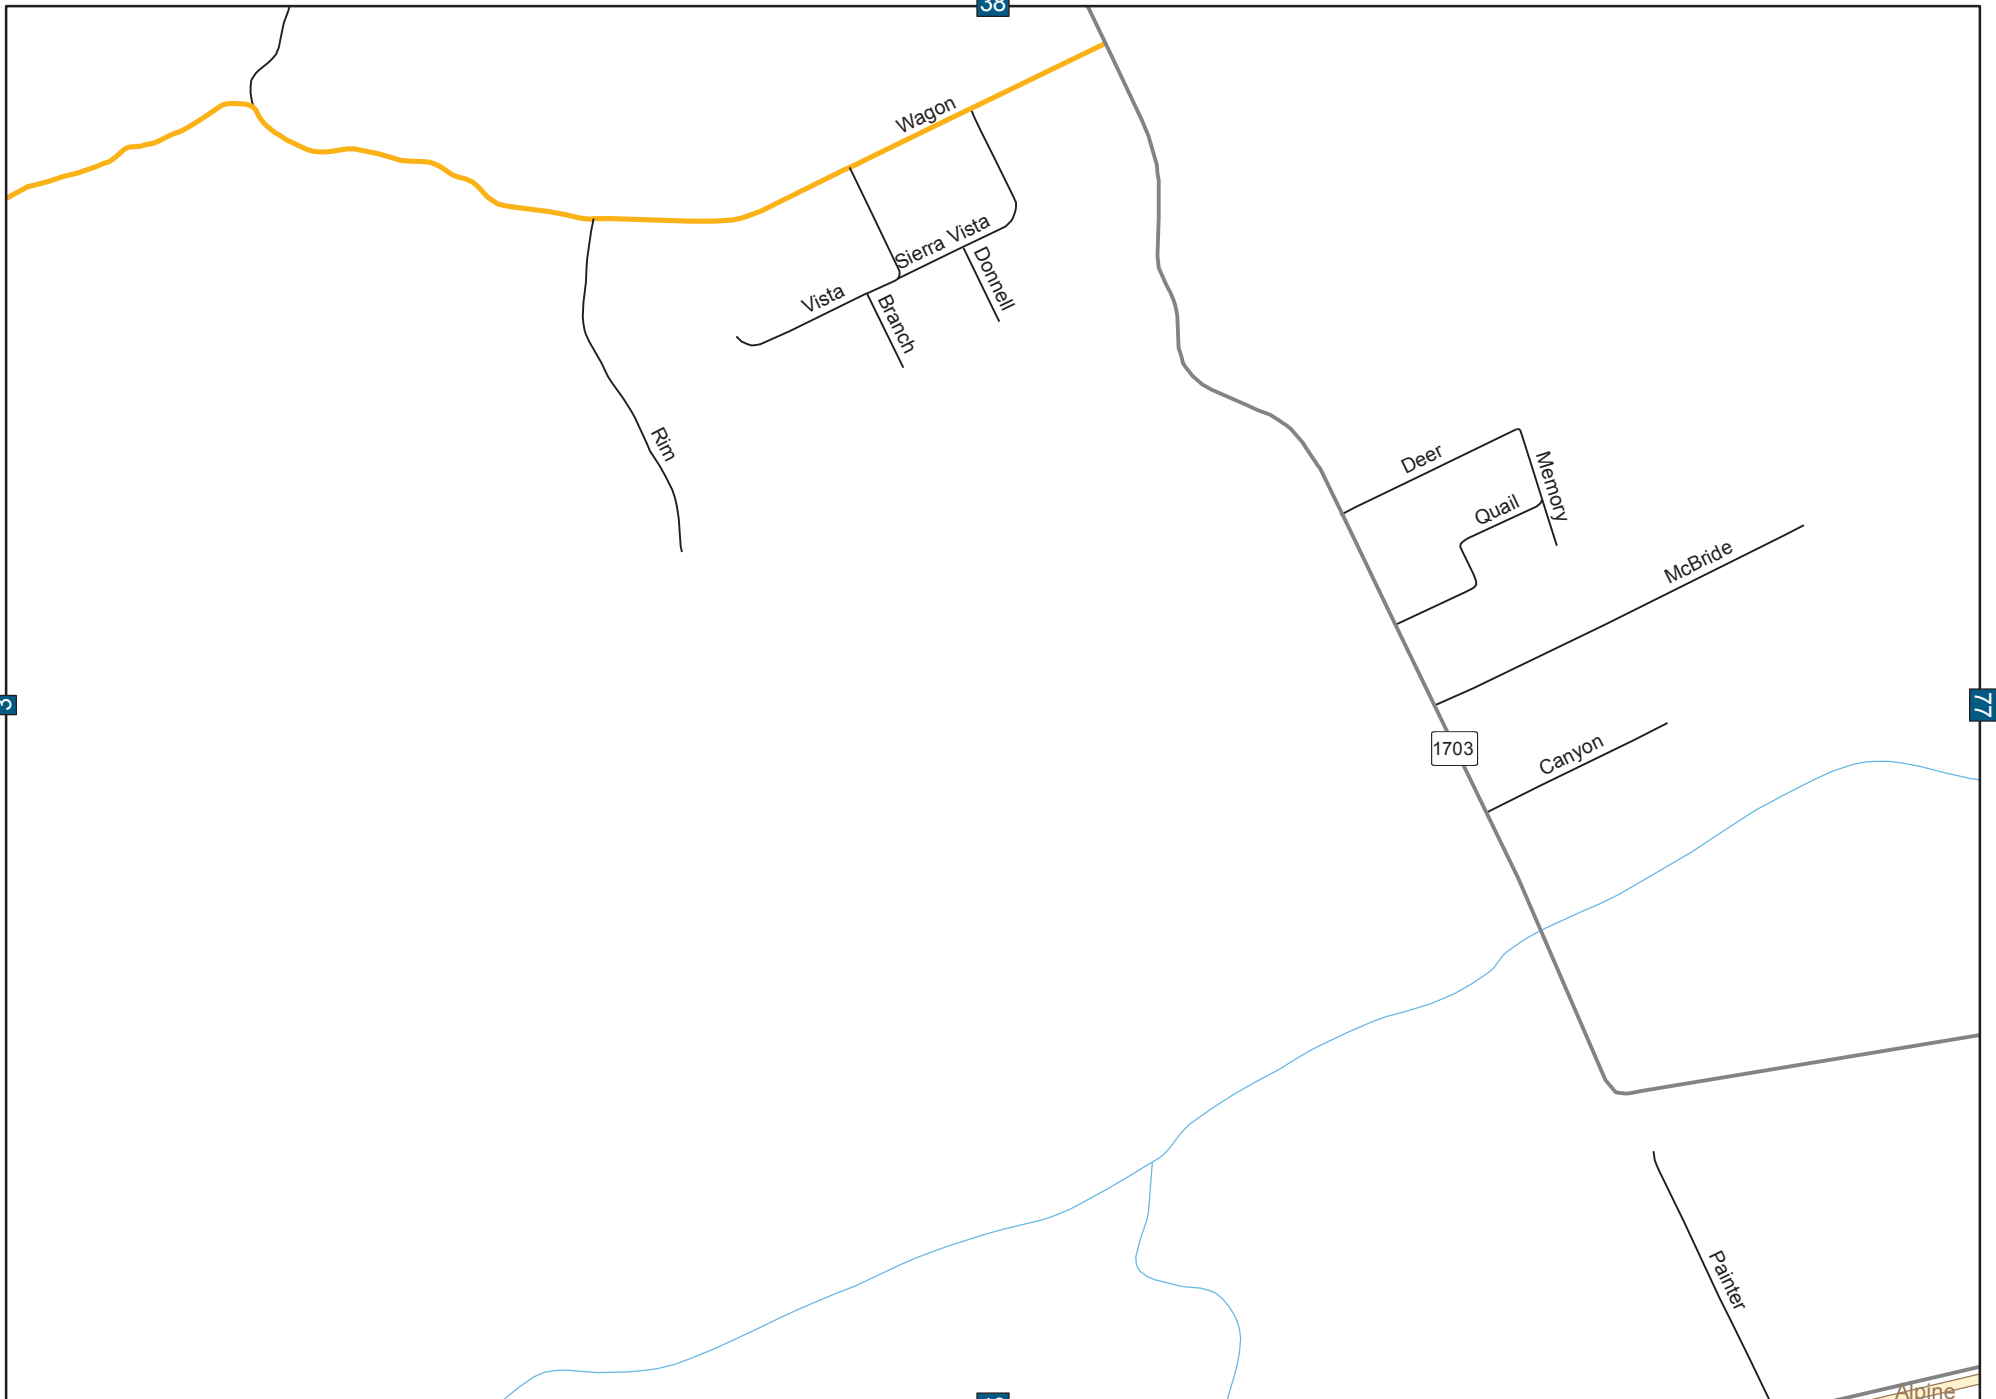 38
Wagon
Sierra Vista
Donnell
Vista
Branch
Rim
Deer
Memory
Quail
McBride
77
1703
Canyon
Painter
Alpine